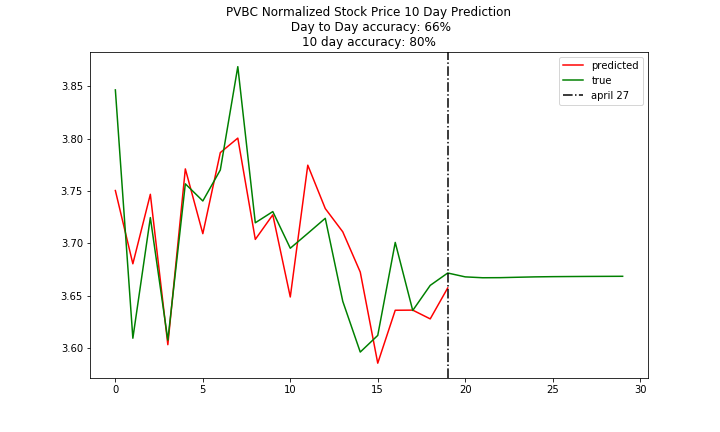 PVBC Normalized Stock Price 10 Day Prediction
Day to Day accuracy: 66%
10 day accuracy: 80%
predicted
true
april 27
3.85
3.80
3.75
3.70
3.65
3.60
0 5 10 15 20 25 30